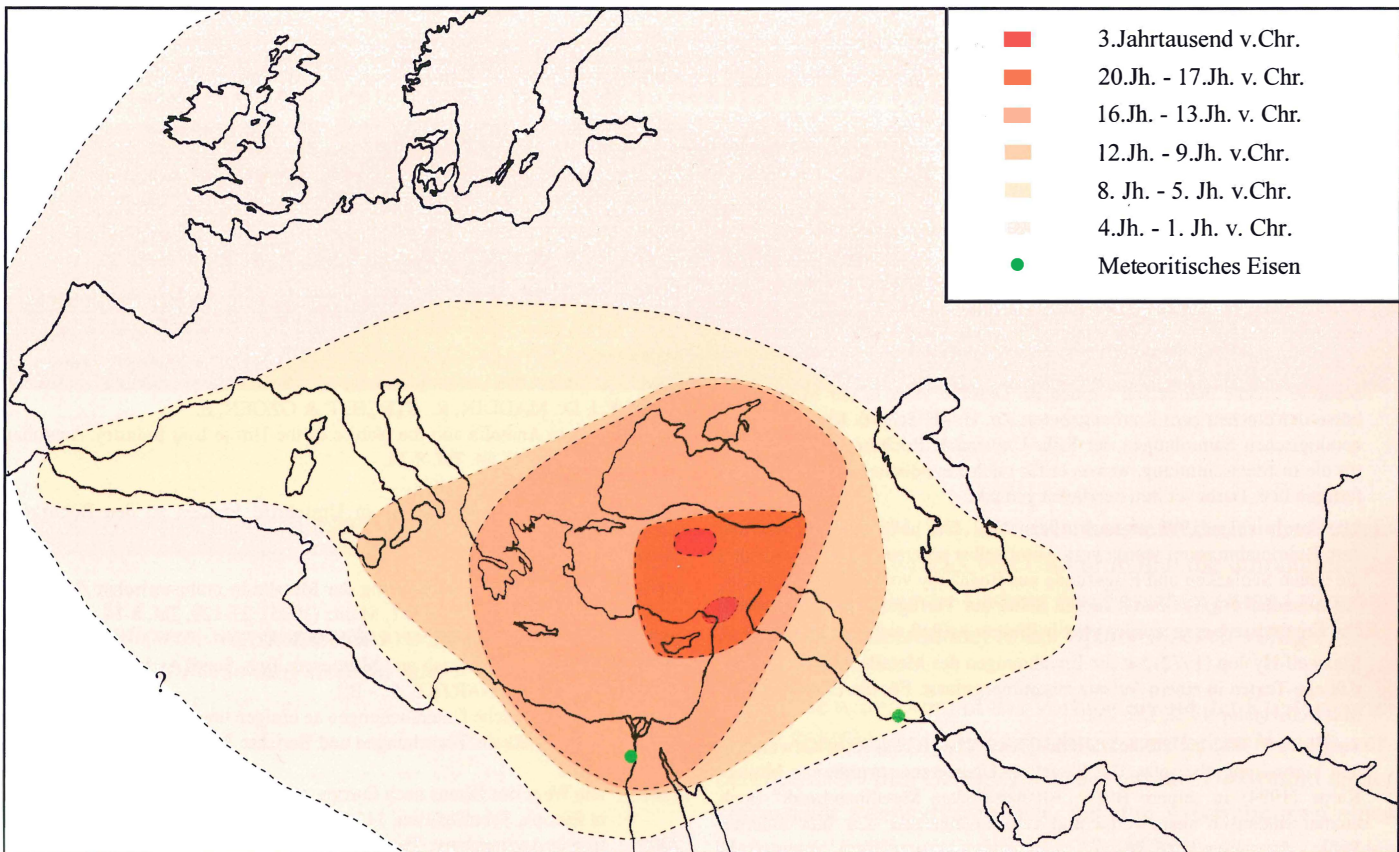 3.Jahrtausend v.Chr.
20.Jh. - 17.Jh. v. Chr.
16.Jh. - 13.Jh. v. Chr.
12.Jh. - 9.Jh. v.Chr.
8. Jh. - 5. Jh. v.Chr.
4.Jh. - 1. Jh. v. Chr.
Meteoritisches Eisen
?